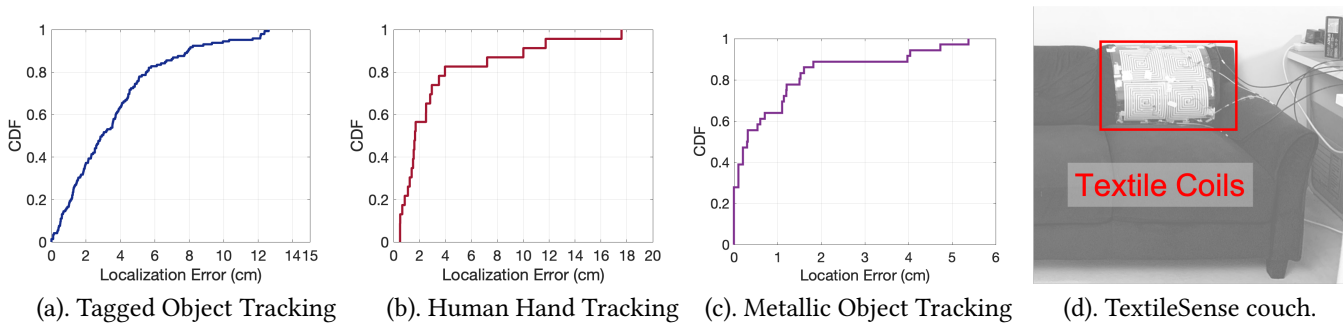 1
0.8
0.6
0.4
0.2
0
CDF
0 2 4 6 8 10 12 14 15
Localization Error (cm)
(a). Tagged Object Tracking
1
0.8
0.6
0.4
0.2
0
CDF
0 2 4 6 8 10 12 14 16 18 20
Localization Error (cm)
(b). Human Hand Tracking
1
0.8
0.6
0.4
0.2
0
CDF
0 1 2 3 4 5 6
Location Error (cm)
(c). Metallic Object Tracking
Textile Coils
(d). TextileSense couch.